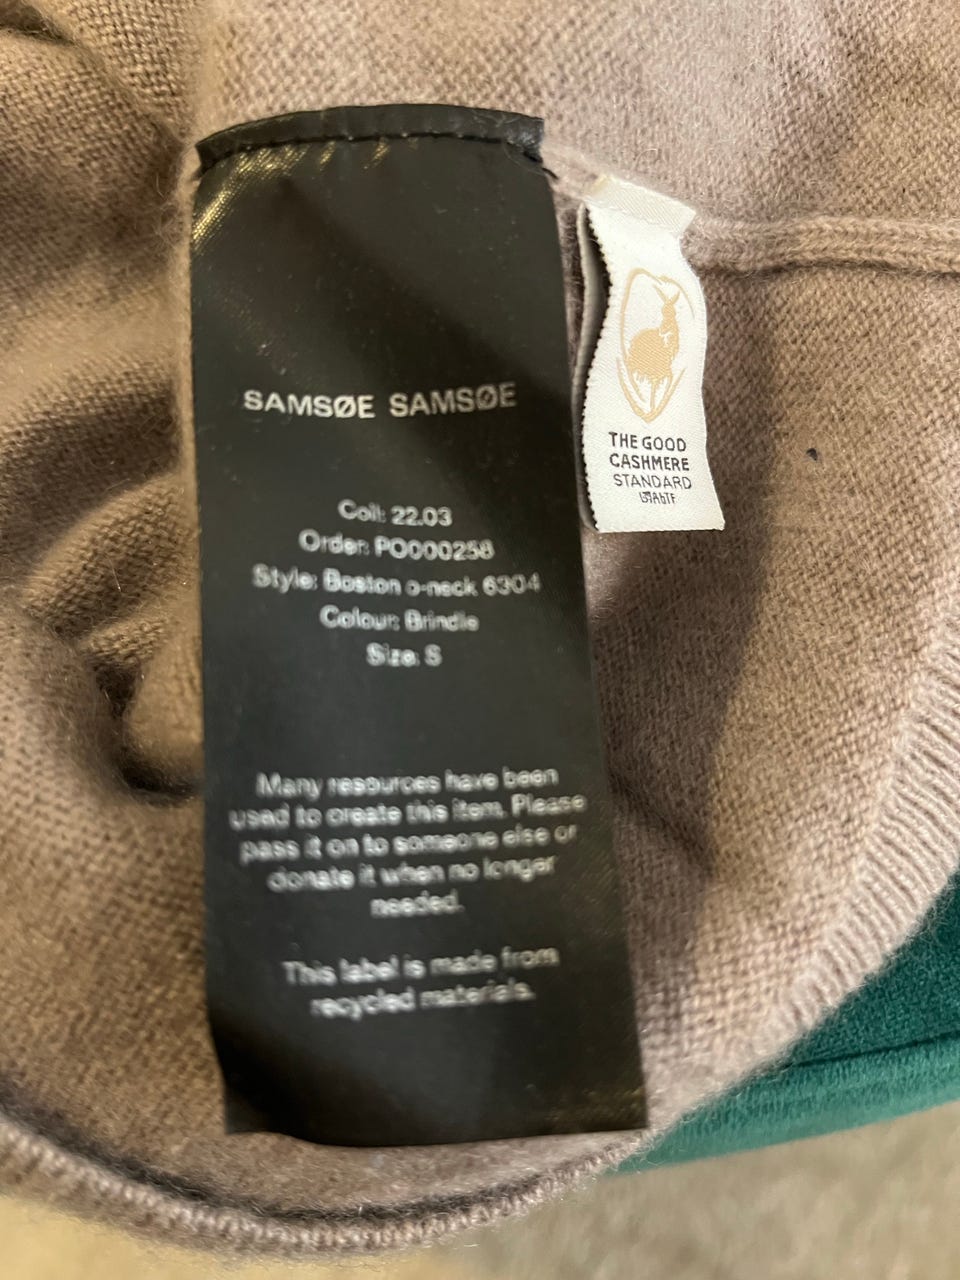 SAMSØE SAMSØE
Coll: 22.03
Order: PO000258
Style: Boston o-neck 6304
Colour: Brindle
Size: S
Many resources have been
used to create this item. Please
pass it on to someone else or
donate it when no longer
needed.
This label is made from
recycled materials.
THE GOOD
CASHMERE
STANDARD